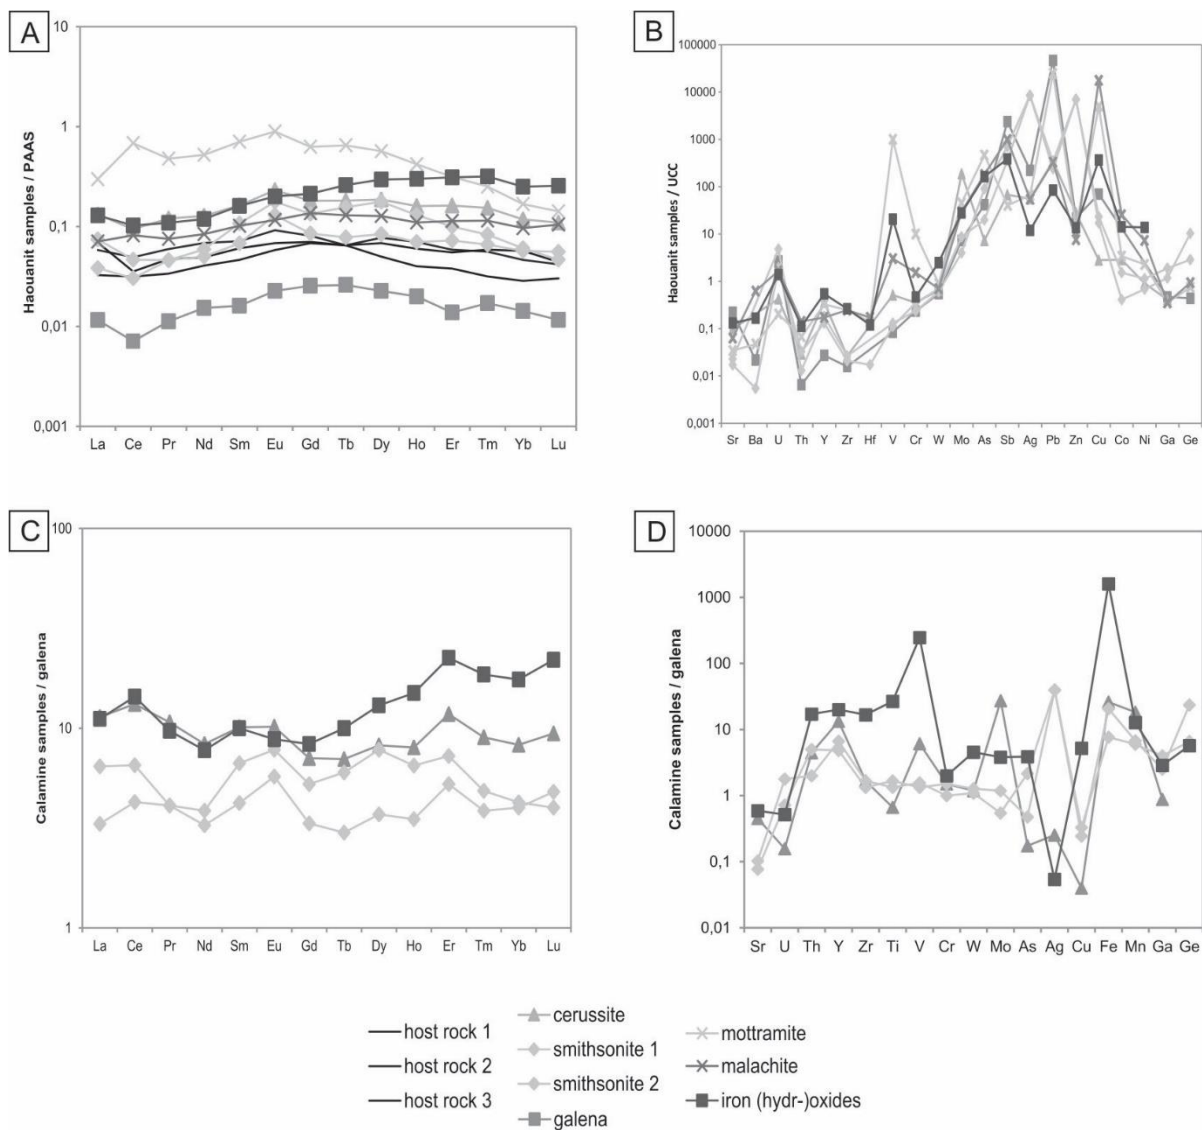 A
Haouanit samples / PAAS
10
1
0,1
0,01
0,001
La Ce Pr Nd Sm Eu Gd Tb Dy Ho Er Tm Yb Lu
B
Haouanit samples / UCC
100000
10000
1000
100
10
1
0,1
0,01
0,001
Sr Ba U Th Y Zr Hf V Cr W Mo As Sb Ag Pb Zn Cu Co Ni Ga Ge
C
Calamine samples / galena
100
10
1
La Ce Pr Nd Sm Eu Gd Tb Dy Ho Er Tm Yb Lu
D
Calamine samples / galena
10000
1000
100
10
1
0,1
0,01
Sr U Th Y Zr Ti V Cr W Mo As Ag Cu Fe Mn Ga Ge
host rock 1
host rock 2
host rock 3
cerussite
smithsonite 1
smithsonite 2
galena
mottramite
malachite
iron (hydr-)oxides